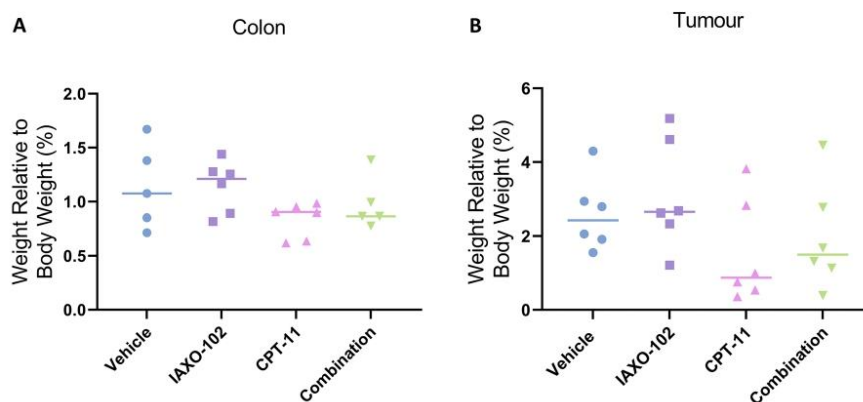 A
Colon
Weight Relative to
Body Weight (%)
2.0
1.5
1.0
0.5
0.0
Vehicle
IAXO-102
CPT-11
Combination
B
Tumour
Weight Relative to
Body Weight (%)
6
4
2
0
Vehicle
IAXO-102
CPT-11
Combination